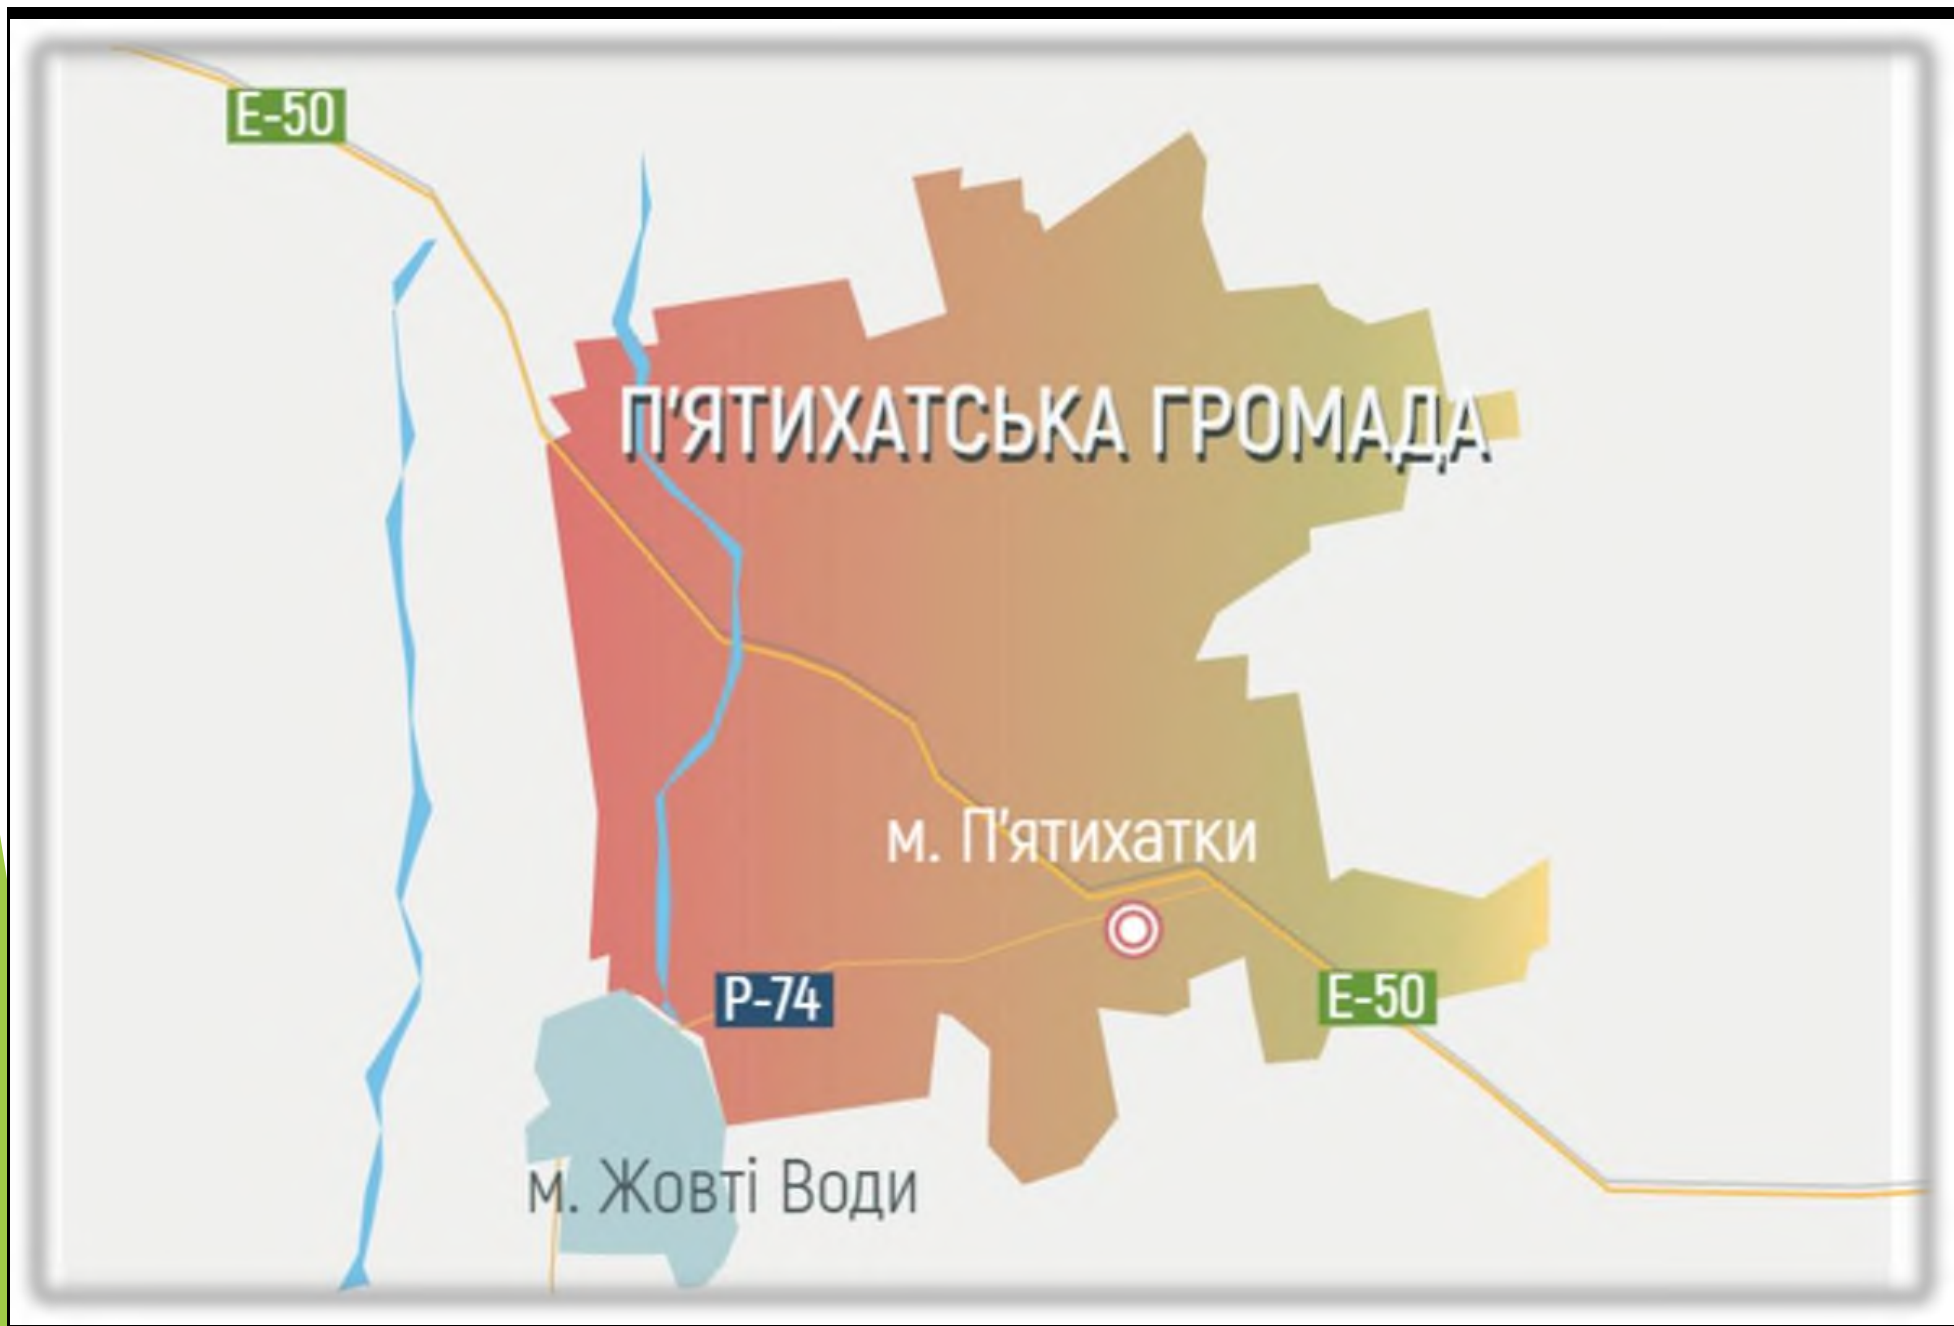 E-50
П'ЯТИХАТСЬКА ГРОМАДА
м. П'ятихатки
P-74
E-50
м. Жовті Води